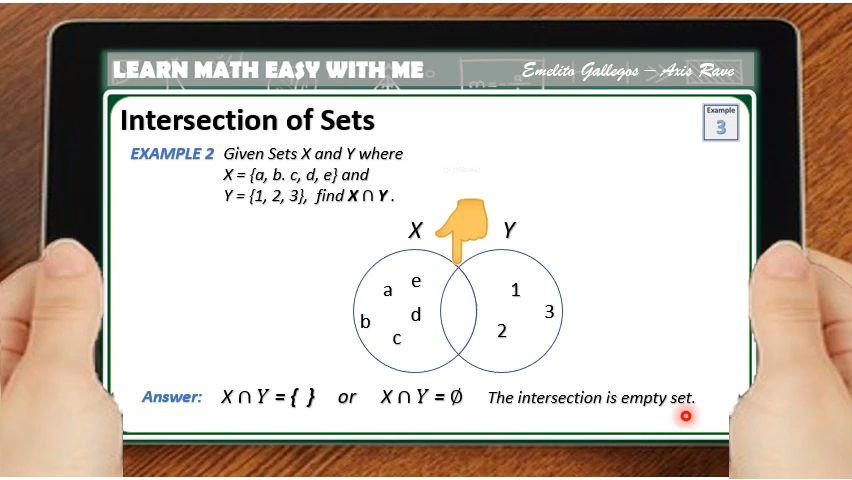 LEARN MATH EASY WITH ME
Emelito Gallegos – Axis Rave
Intersection of Sets
Example
3
EXAMPLE 2 Given Sets X and Y where
X = {a, b. c, d, e} and
Y = {1, 2, 3}, find X ∩ Y .
X Y
e
a
1
d
3
b
2
c
Answer: X ∩ Y = { } or X ∩ Y = ∅ The intersection is empty set.